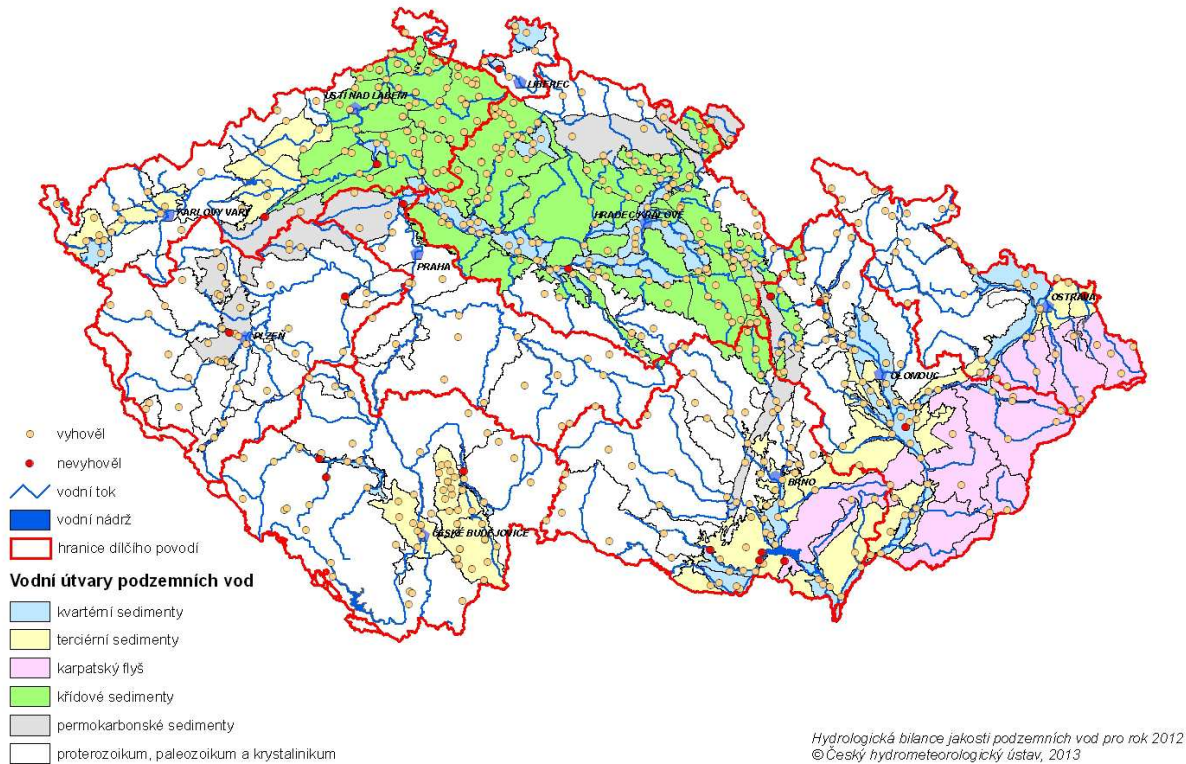 LIBEREC
ÚSTÍ NAD LABEM
KARLOVY VARY
HRADEC KRÁLOVÉ
PRAHA
OSTRAVA
PLZEŇ
OLOMOUC
BRNO
ČESKÉ BUDĚJOVICE
vyhověl
nevyhověl
vodní tok
vodní nádrž
hranice dílčího povodí
Vodní útvary podzemních vod
kvartérní sedimenty
terciérní sedimenty
karpatský flyš
křídové sedimenty
permokarbonské sedimenty
proterozoikum, paleozoikum a krystalinikum
Hydrologická bilance jakosti podzemních vod pro rok 2012
© Český hydrometeorologický ústav, 2013